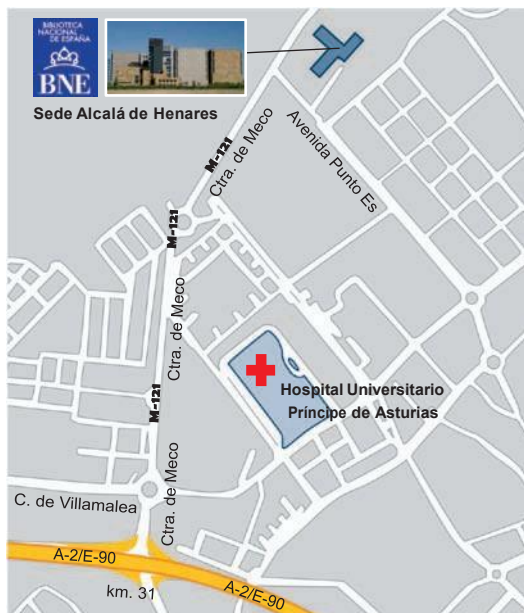 BIBLIOTECA
NACIONAL
DE ESPAÑA
BNE
Sede Alcalá de Henares
Avenida Punto Es
M-121
Ctra. de Meco
M-121
Ctra. de Meco
Hospital Universitario
Príncipe de Asturias
M-121
Ctra. de Meco
C. de Villamalea
A-2/E-90
km. 31
A-2/E-90